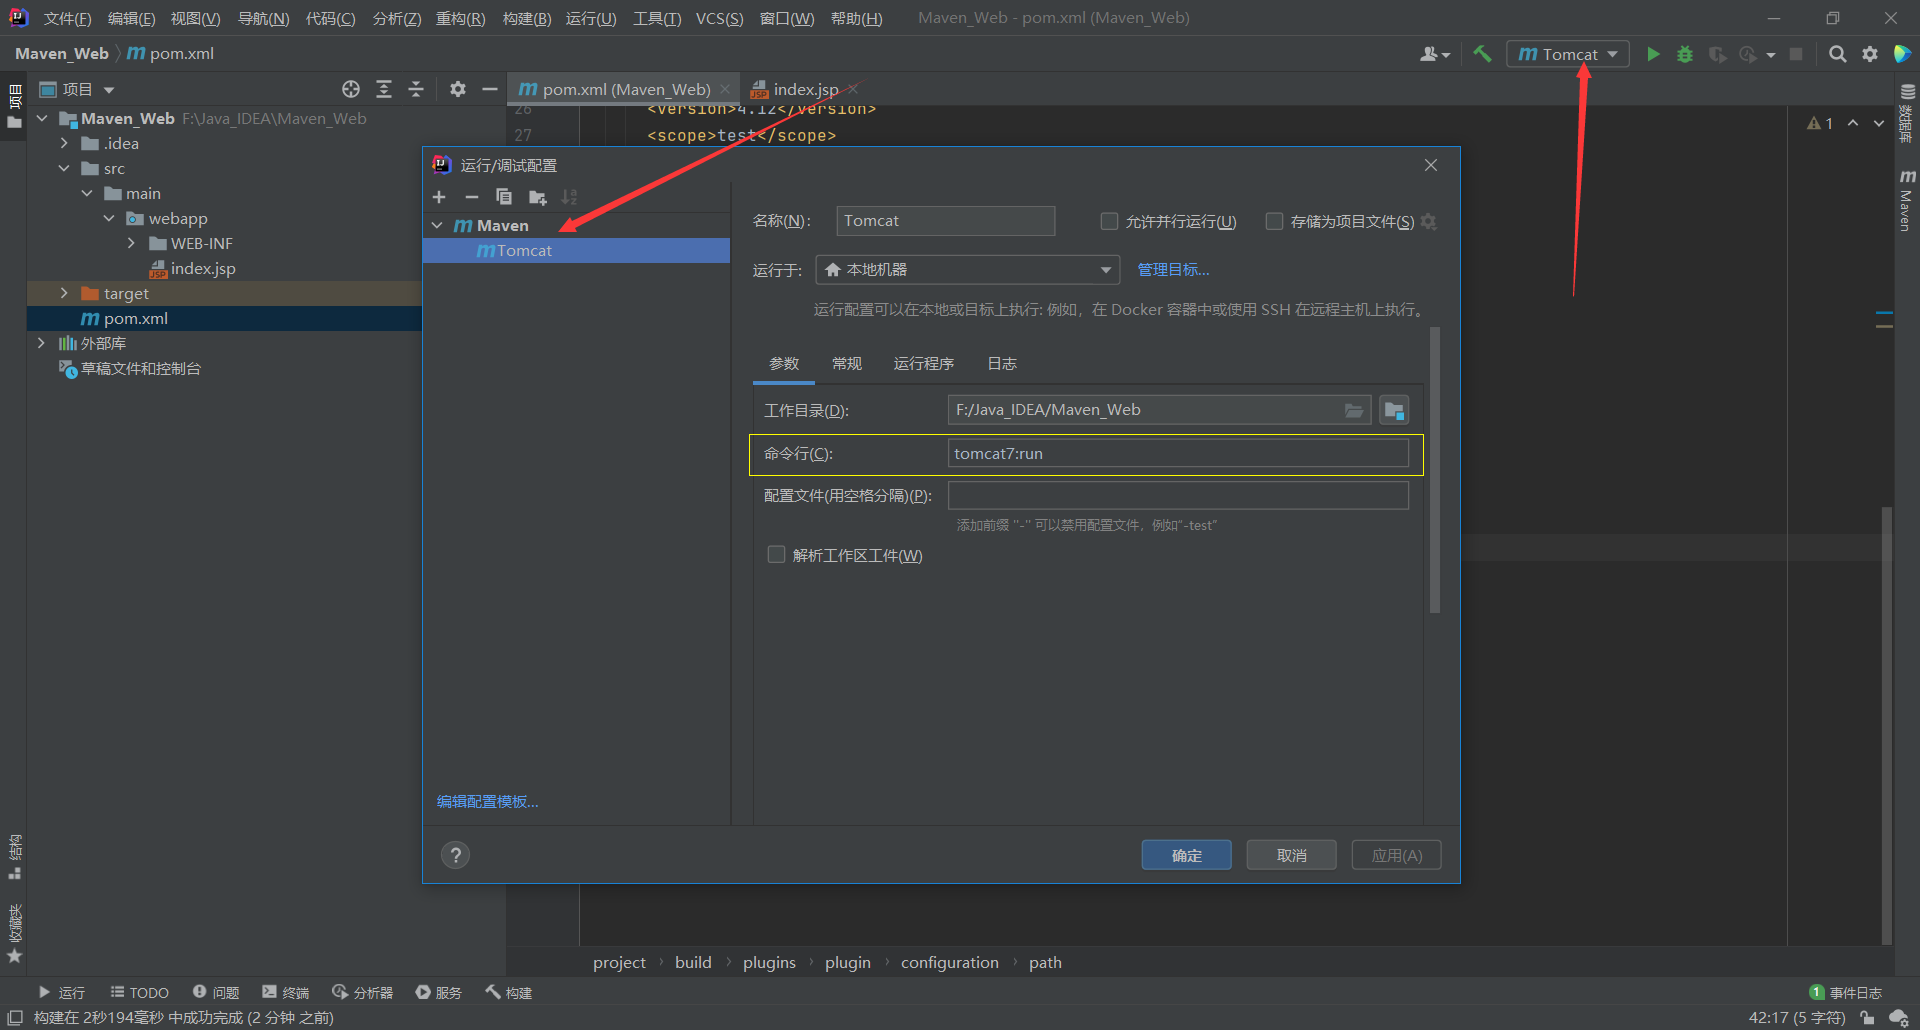 文件(F) 编辑(E) 视图(V) 导航(N) 代码(C) 分析(Z) 重构(R) 构建(B) 运行(U) 工具(T) VCS(S) 窗口(W) 帮助(H) Maven_Web - pom.xml (Maven_Web)
Maven_Web pom.xml
Tomcat
项目
项目
pom.xml (Maven_Web)
index.jsp
Maven_Web F:\Java_IDEA\Maven_Web
.idea
src
main
webapp
WEB-INF
index.jsp
target
pom.xml
外部库
草稿文件和控制台
26 <version>4.12</version>
27 <scope>test</scope>
1
数据库
Maven
运行/调试配置
Maven
Tomcat
编辑配置模板...
名称(N): Tomcat 允许并行运行(U) 存储为项目文件(S)
运行于: 本地机器 管理目标...
运行配置可以在本地或目标上执行: 例如，在 Docker 容器中或使用 SSH 在远程主机上执行。
参数 常规 运行程序 日志
工作目录(D): F:/Java_IDEA/Maven_Web
命令行(C): tomcat7:run
配置文件(用空格分隔)(P):
添加前缀 "-" 可以禁用配置文件，例如"-test"
解析工作区工件(W)
?
确定 取消 应用(A)
结构
收藏夹
project › build › plugins › plugin › configuration › path
运行 TODO 问题 终端 分析器 服务 构建 1 事件日志
构建在 2秒194毫秒 中成功完成 (2 分钟 之前) 42:17 (5 字符)